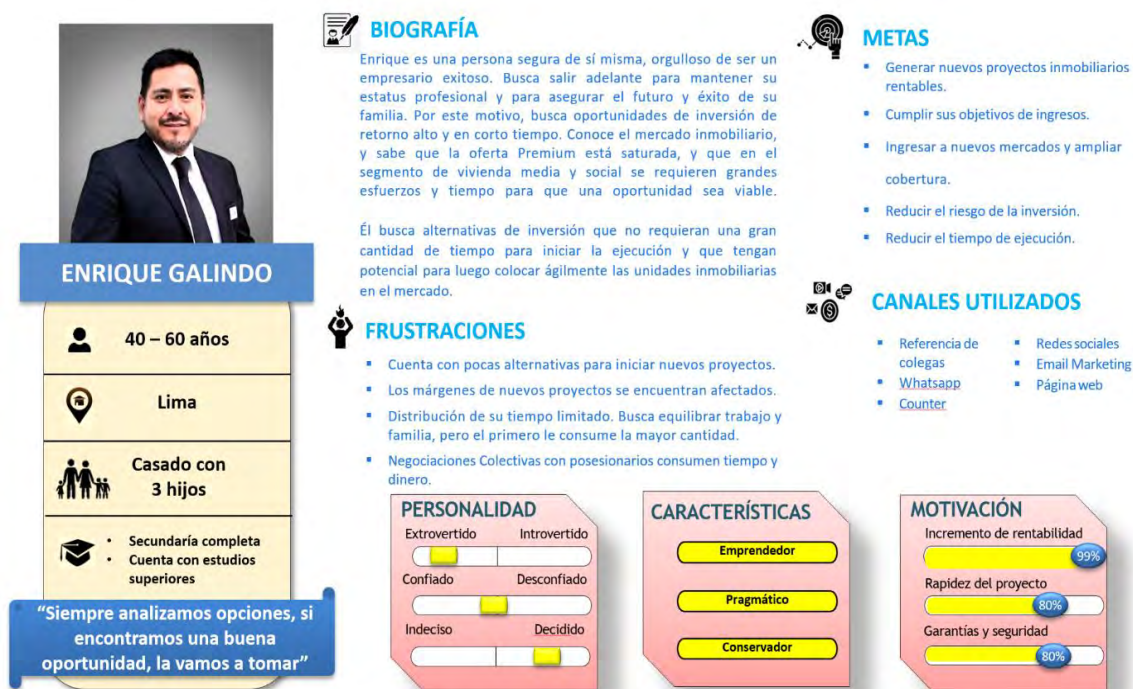 ENRIQUE GALINDO
40 – 60 años
Lima
Casado con
3 hijos
• Secundaría completa
• Cuenta con estudios
superiores
“Siempre analizamos opciones, si
encontramos una buena
oportunidad, la vamos a tomar”
BIOGRAFÍA
Enrique es una persona segura de sí misma, orgulloso de ser un
empresario exitoso. Busca salir adelante para mantener su
estatus profesional y para asegurar el futuro y éxito de su
familia. Por este motivo, busca oportunidades de inversión de
retorno alto y en corto tiempo. Conoce el mercado inmobiliario,
y sabe que la oferta Premium está saturada, y que en el
segmento de vivienda media y social se requieren grandes
esfuerzos y tiempo para que una oportunidad sea viable.
Él busca alternativas de inversión que no requieran una gran
cantidad de tiempo para iniciar la ejecución y que tengan
potencial para luego colocar ágilmente las unidades inmobiliarias
en el mercado.
FRUSTRACIONES
▪ Cuenta con pocas alternativas para iniciar nuevos proyectos.
▪ Los márgenes de nuevos proyectos se encuentran afectados.
▪ Distribución de su tiempo limitado. Busca equilibrar trabajo y
familia, pero el primero le consume la mayor cantidad.
▪ Negociaciones Colectivas con posesionarios consumen tiempo y
dinero.
METAS
▪ Generar nuevos proyectos inmobiliarios
rentables.
▪ Cumplir sus objetivos de ingresos.
▪ Ingresar a nuevos mercados y ampliar
cobertura.
▪ Reducir el riesgo de la inversión.
▪ Reducir el tiempo de ejecución.
CANALES UTILIZADOS
▪ Referencia de
colegas
▪ Whatsapp
▪ Counter
▪ Redes sociales
▪ Email Marketing
▪ Página web
PERSONALIDAD
Extrovertido Introvertido
Confiado Desconfiado
Indeciso Decidido
CARACTERÍSTICAS
Emprendedor
Pragmático
Conservador
MOTIVACIÓN
Incremento de rentabilidad
99%
Rapidez del proyecto
80%
Garantías y seguridad
80%